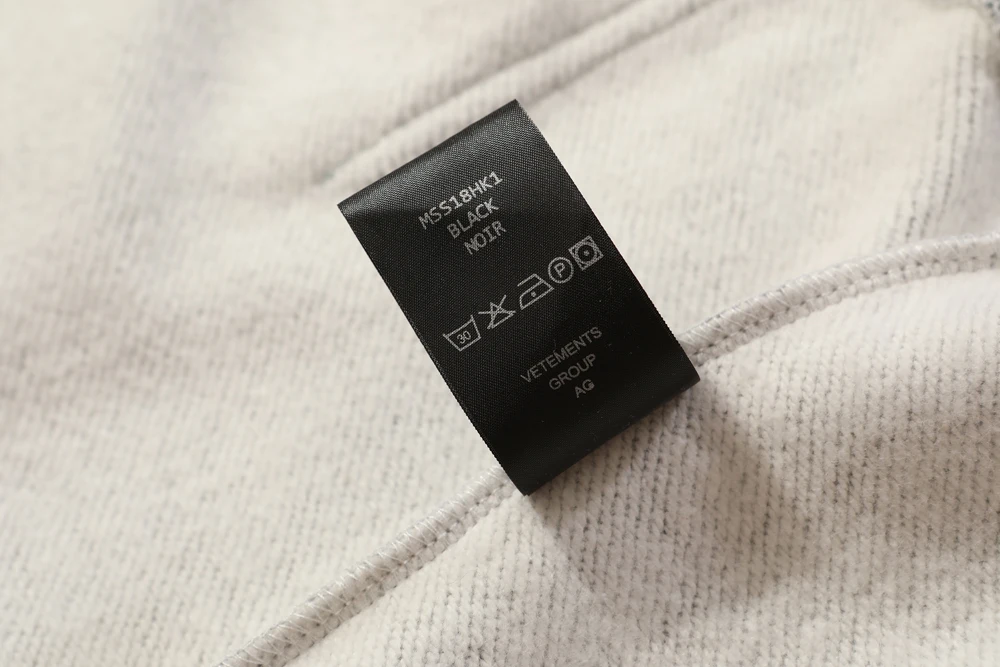 MSS18HK1
BLACK
NOIR
30 P
VETEMENTS
GROUP
AG